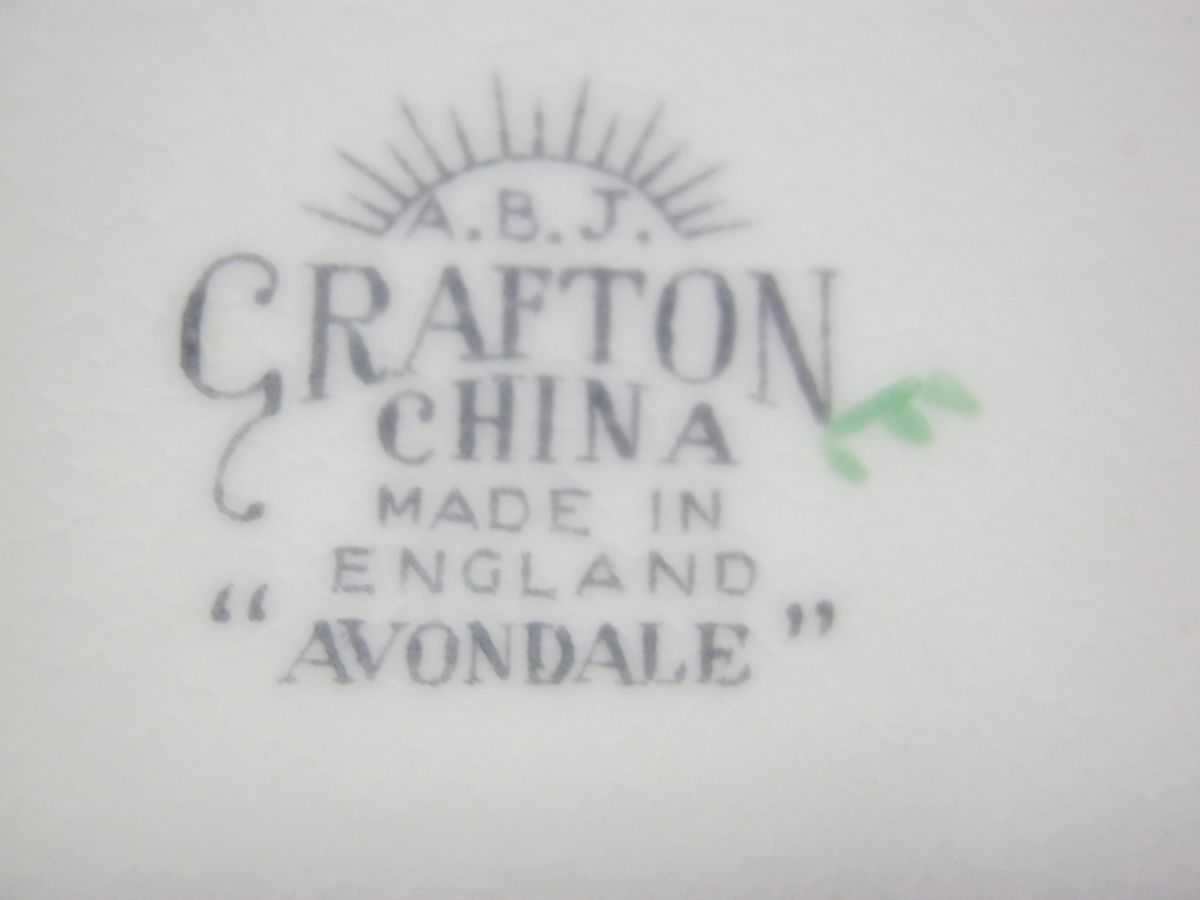 A.B.J.
GRAFTON
CHINA
MADE IN
ENGLAND
“AVONDALE”